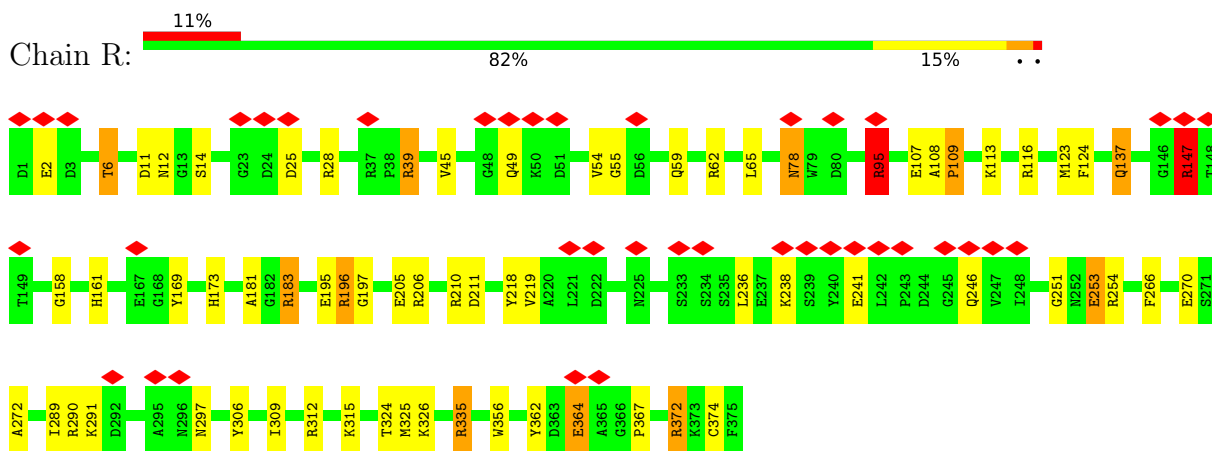 11%
Chain R:
82% 15% • •
D1 E2 D3 T6 D11 N12 G13 S14 G23 D24 D25 R28 R37 P38 R39 V45 G48 Q49 K50 D51 V54 G55 D56 Q59 R62 L65 N78 W79 D80 R95 E107 A108 P109 K113 R116 M123 F124 Q137 G146 R147 T148
T149 G158 H161 E167 G168 Y169 H173 A181 G182 R183 E195 R196 G197 E205 R206 R210 D211 Y218 V219 A220 L221 D222 N225 S233 S234 S235 L236 E237 K238 S239 Y240 E241 L242 P243 D244 G245 Q246 V247 I248 G251 N252 E253 R254 F266 E270 S271
A272 I289 R290 K291 D292 A295 N296 N297 Y306 I309 R312 K315 T324 M325 K326 R335 W356 Y362 D363 E364 A365 G366 P367 R372 K373 C374 F375